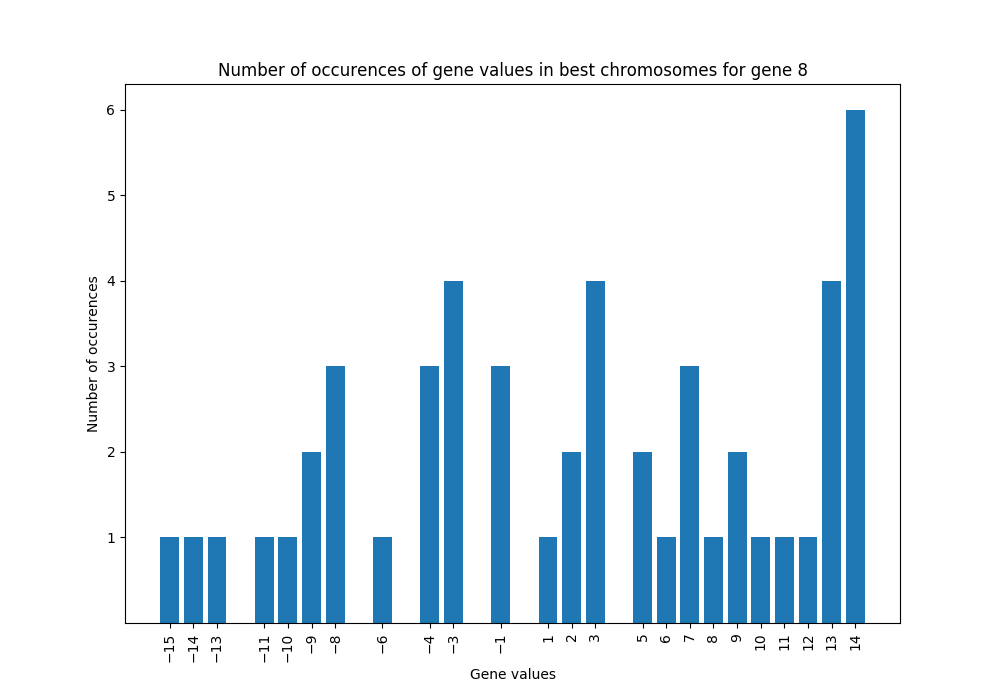 Number of occurences of gene values in best chromosomes for gene 8
6
5
4
3
2
1
Number of occurences
−15 −14 −13 −11 −10 −9 −8 −6 −4 −3 −1 1 2 3 5 6 7 8 9 10 11 12 13 14
Gene values